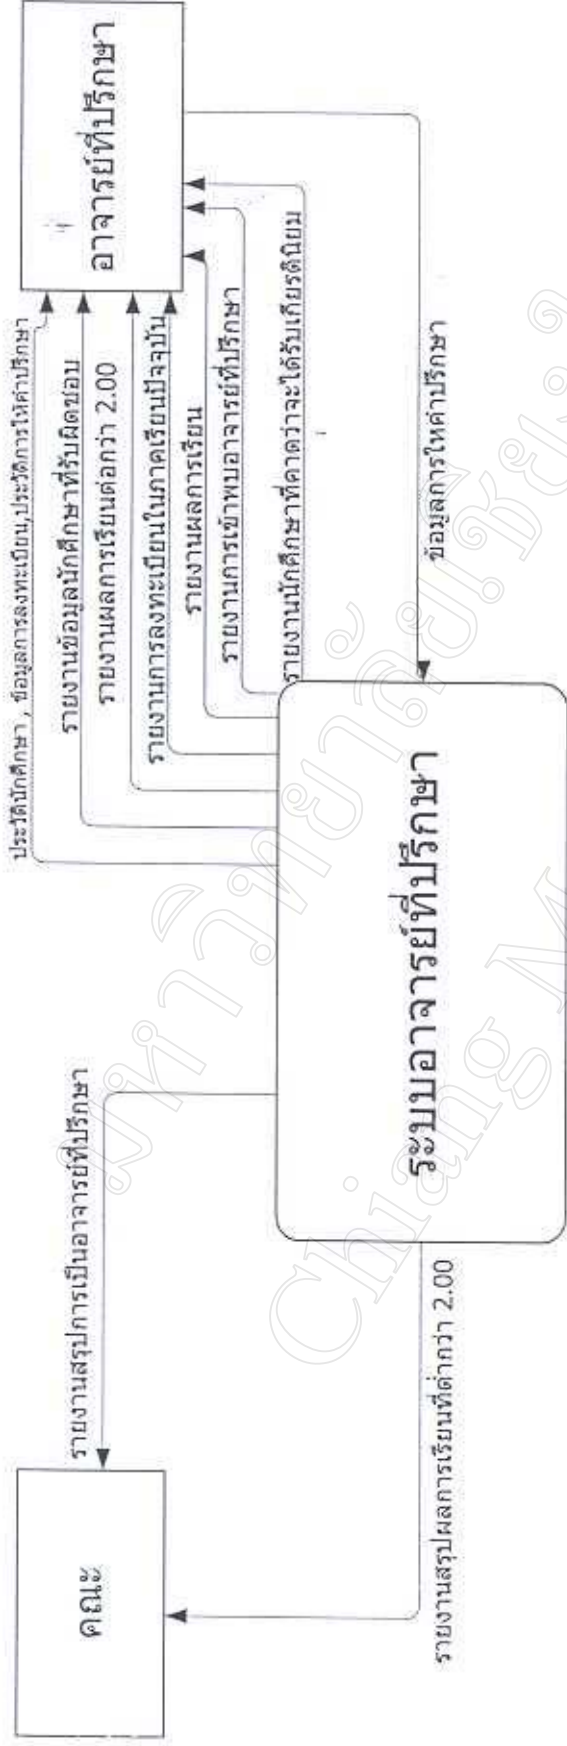 คณะ
รายงานสรุปการเป็นอาจารย์ที่ปรึกษา
รายงานสรุปผลการเรียนที่ต่ำกว่า 2.00
ระบบอาจารย์ที่ปรึกษา
ประวัตินักศึกษา , ข้อมูลการลงทะเบียน,ประวัติการให้คำปรึกษา
รายงานข้อมูลนักศึกษาที่รับผิดชอบ
รายงานผลการเรียนต่อกว่า 2.00
รายงานการลงทะเบียนในภาคเรียนปัจจุบัน
รายงานผลการเรียน
รายงานการเข้าพบอาจารย์ที่ปรึกษา
รายงานนักศึกษาที่คาดว่าจะได้รับเกียรตินิยม
ข้อมูลการให้คำปรึกษา
อาจารย์ที่ปรึกษา